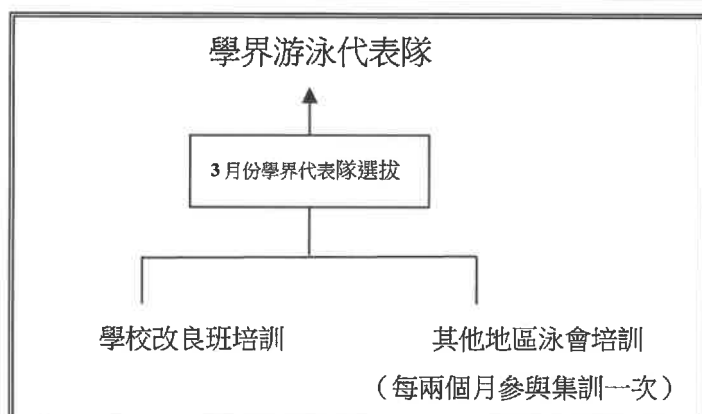 學界游泳代表隊
3 月份學界代表隊選拔
學校改良班培訓
其他地區泳會培訓
（每兩個月參與集訓一次）